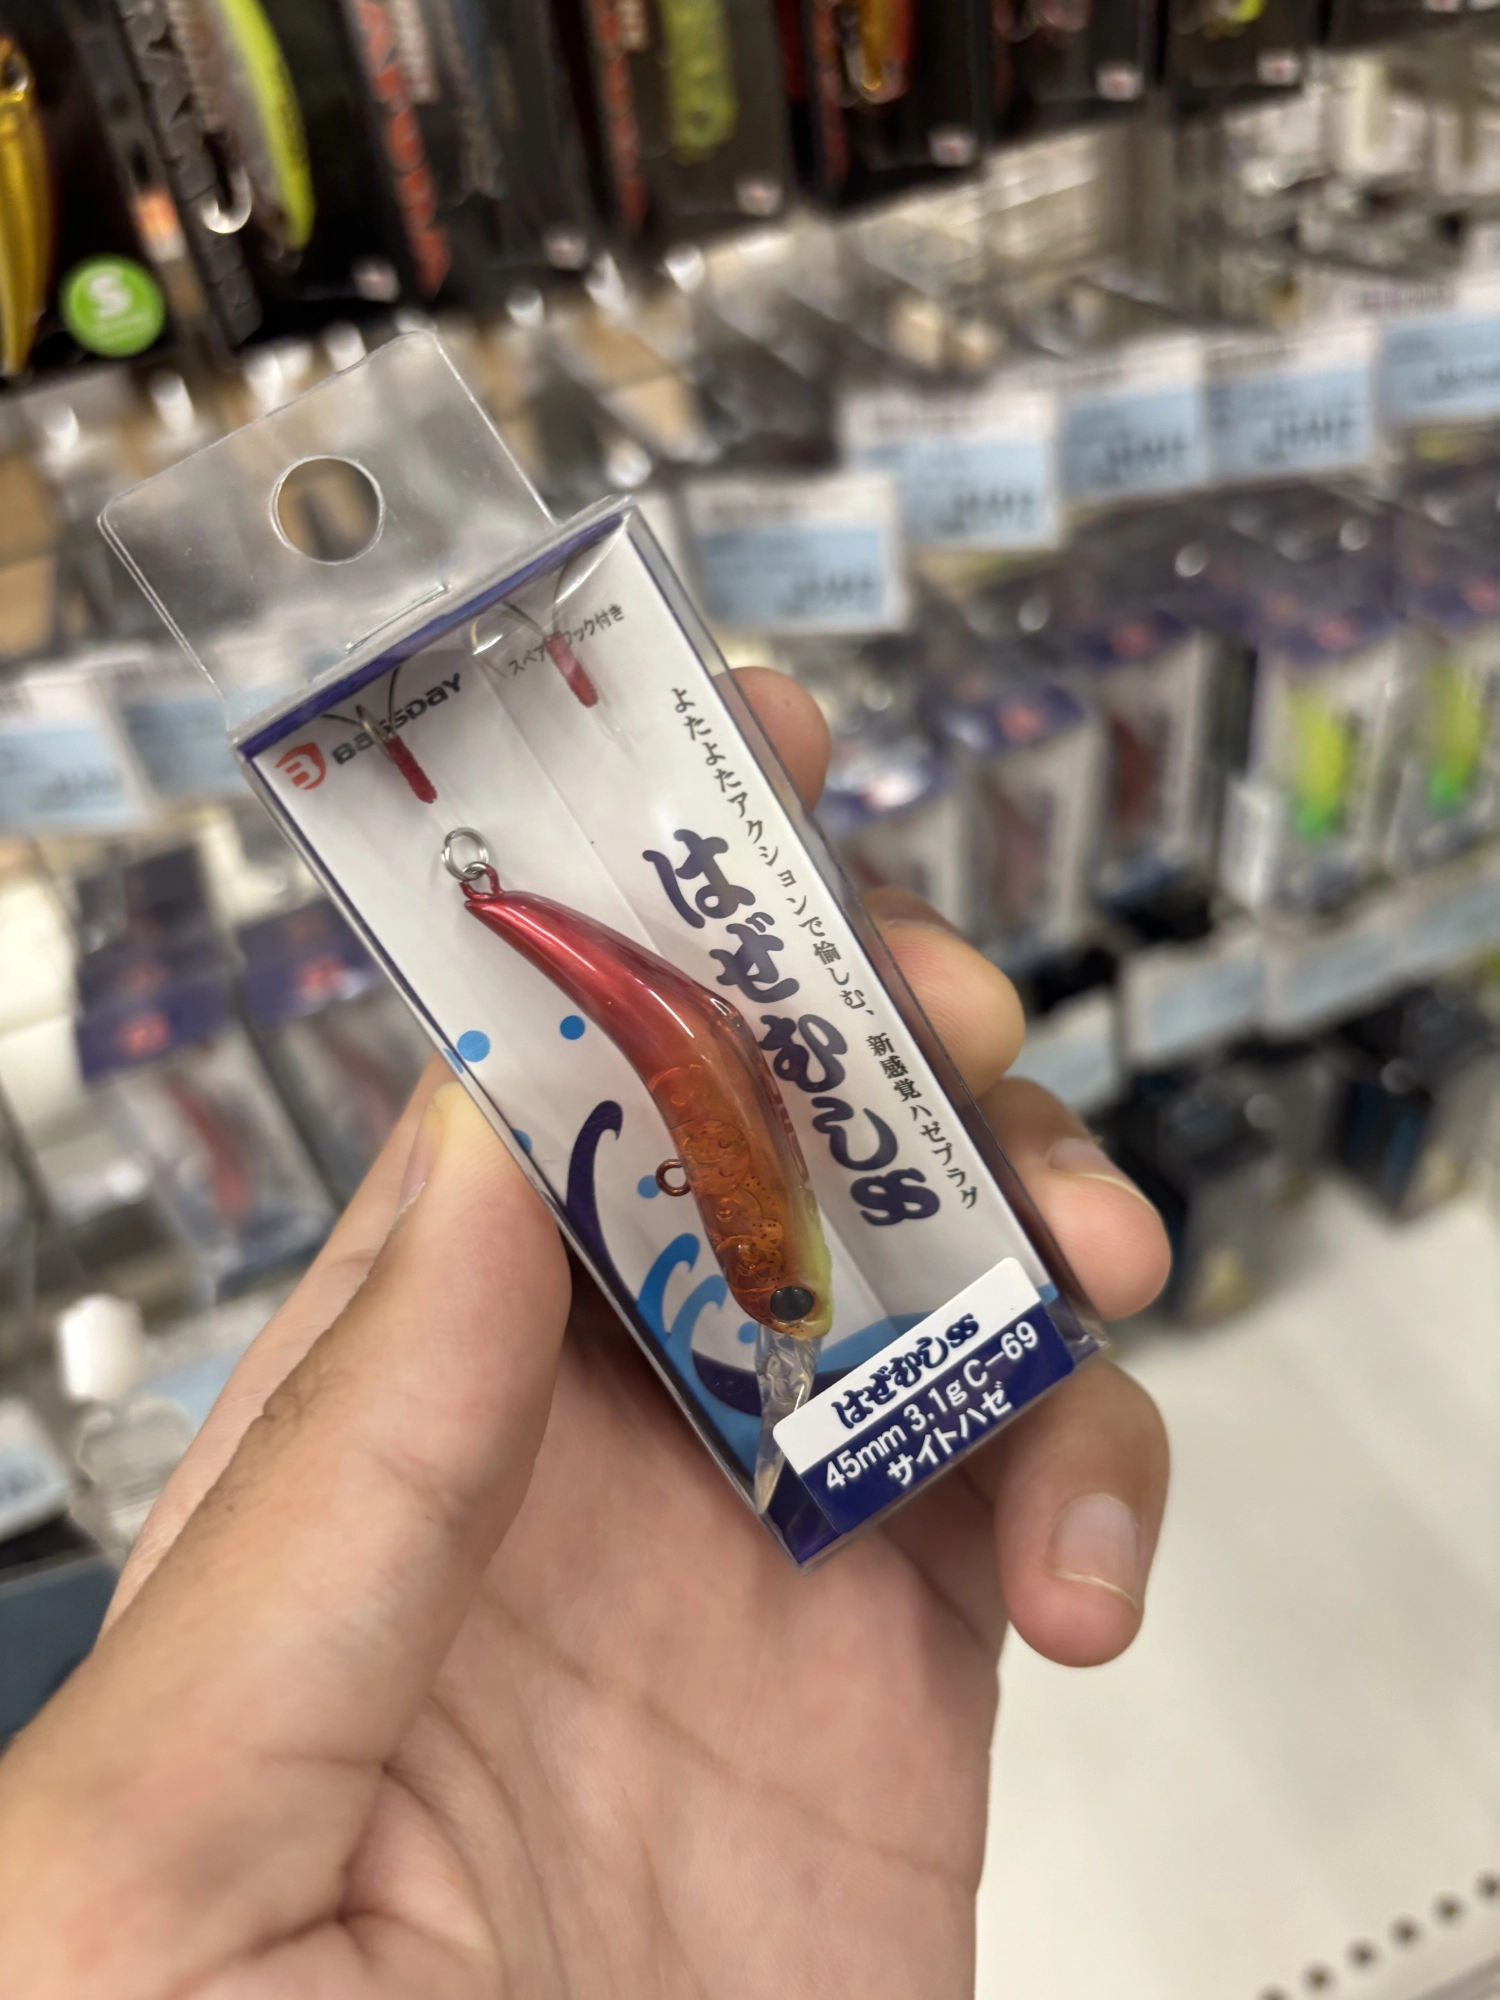 BASSDAY
スペアフック付き
よたよたアクションで愉しむ、新感覚ハゼプラグ
はぜむしSS
はぜむしSS
45mm 3.1g C-69
サイトハゼ
S